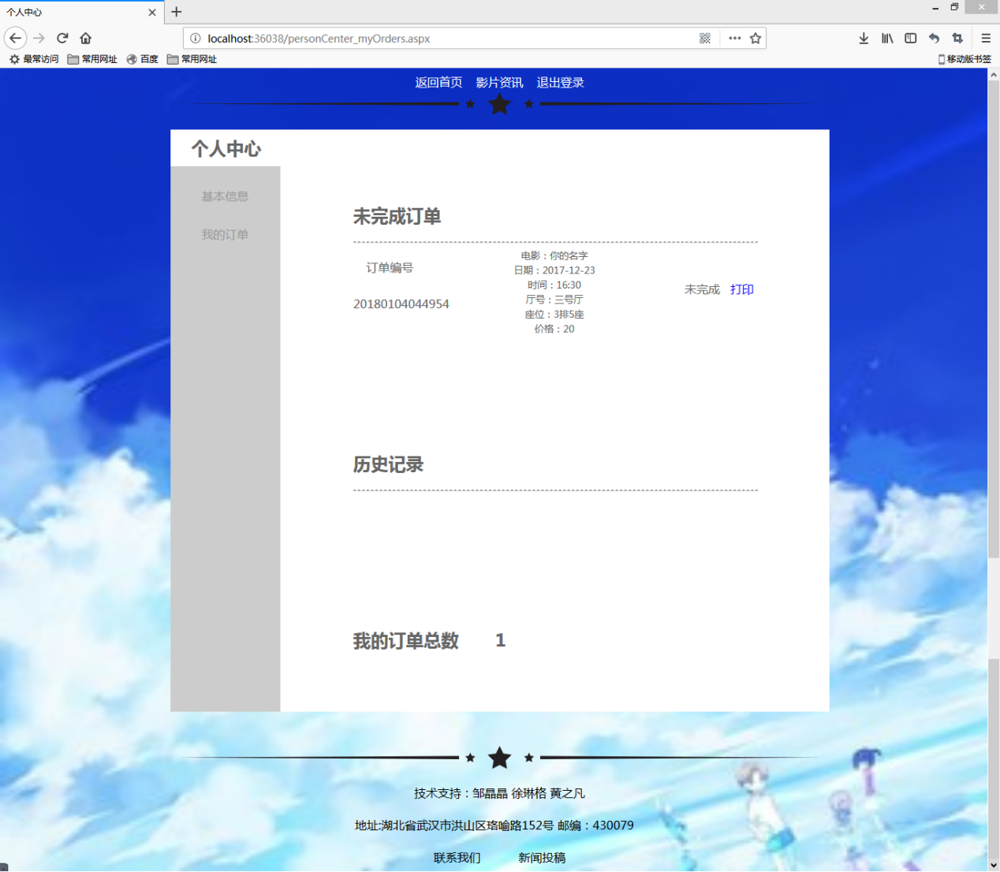 个人中心
localhost:36038/personCenter_myOrders.aspx
最常访问 常用网址 百度 常用网址 移动版书签
返回首页 影片资讯 退出登录
个人中心
基本信息
我的订单
未完成订单
订单编号
20180104044954
电影：你的名字
日期：2017-12-23
时间：16:30
厅号：三号厅
座位：3排5座
价格：20
未完成 打印
历史记录
我的订单总数 1
技术支持：邹晶晶 徐琳格 黄之凡
地址:湖北省武汉市洪山区珞喻路152号 邮编：430079
联系我们 新闻投稿